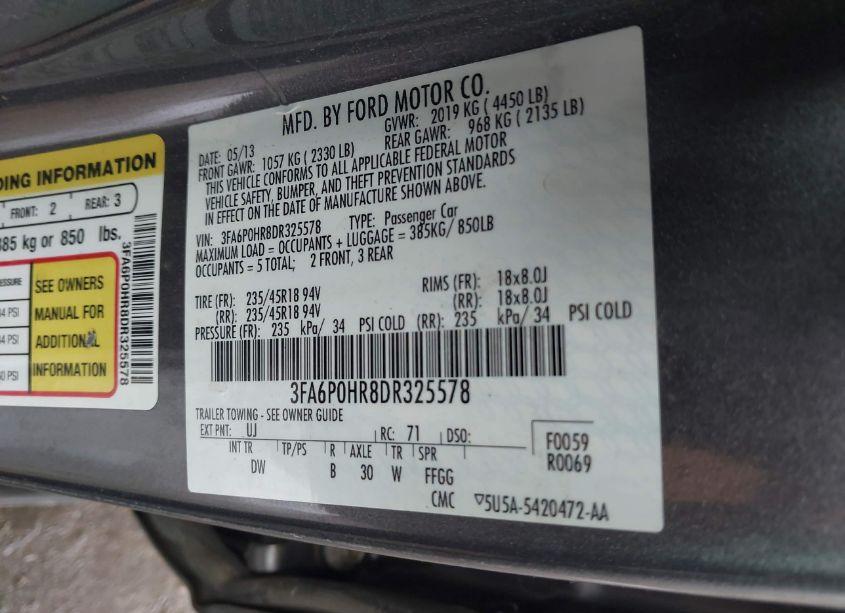 DING INFORMATION
FRONT: 2 REAR: 3
385 kg or 850 lbs.
PRESSURE
SEE OWNERS
MANUAL FOR
ADDITIONAL
INFORMATION
4 PSI
4 PSI
0 PSI
3FA6P0HR8DR325578
MFD. BY FORD MOTOR CO.
DATE: 05/13 GVWR: 2019 KG ( 4450 LB)
FRONT GAWR: 1057 KG ( 2330 LB) REAR GAWR: 968 KG ( 2135 LB)
THIS VEHICLE CONFORMS TO ALL APPLICABLE FEDERAL MOTOR
VEHICLE SAFETY, BUMPER, AND THEFT PREVENTION STANDARDS
IN EFFECT ON THE DATE OF MANUFACTURE SHOWN ABOVE.
VIN: 3FA6P0HR8DR325578 TYPE: Passenger Car
MAXIMUM LOAD = OCCUPANTS + LUGGAGE = 385KG/ 850LB
OCCUPANTS = 5 TOTAL; 2 FRONT, 3 REAR
TIRE (FR): 235/45R18 94V RIMS (FR): 18x8.0J
(RR): 235/45R18 94V (RR): 18x8.0J
PRESSURE (FR): 235 kPa/ 34 PSI COLD (RR): 235 kPa/ 34 PSI COLD
3FA6P0HR8DR325578
TRAILER TOWING - SEE OWNER GUIDE
EXT PNT: UJ RC: 71 DSO: F0059
R0069
INT TR TP/PS R AXLE TR SPR
DW B 30 W FFGG
CMC ▽5U5A-5420472-AA